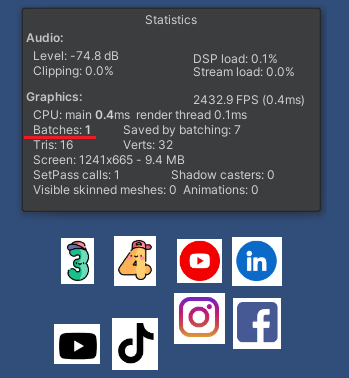 Statistics
Audio:
Level: -74.8 dB DSP load: 0.1%
Clipping: 0.0% Stream load: 0.0%
Graphics: 2432.9 FPS (0.4ms)
CPU: main 0.4ms render thread 0.1ms
Batches: 1 Saved by batching: 7
Tris: 16 Verts: 32
Screen: 1241x665 - 9.4 MB
SetPass calls: 1 Shadow casters: 0
Visible skinned meshes: 0 Animations: 0
3 4 in
f